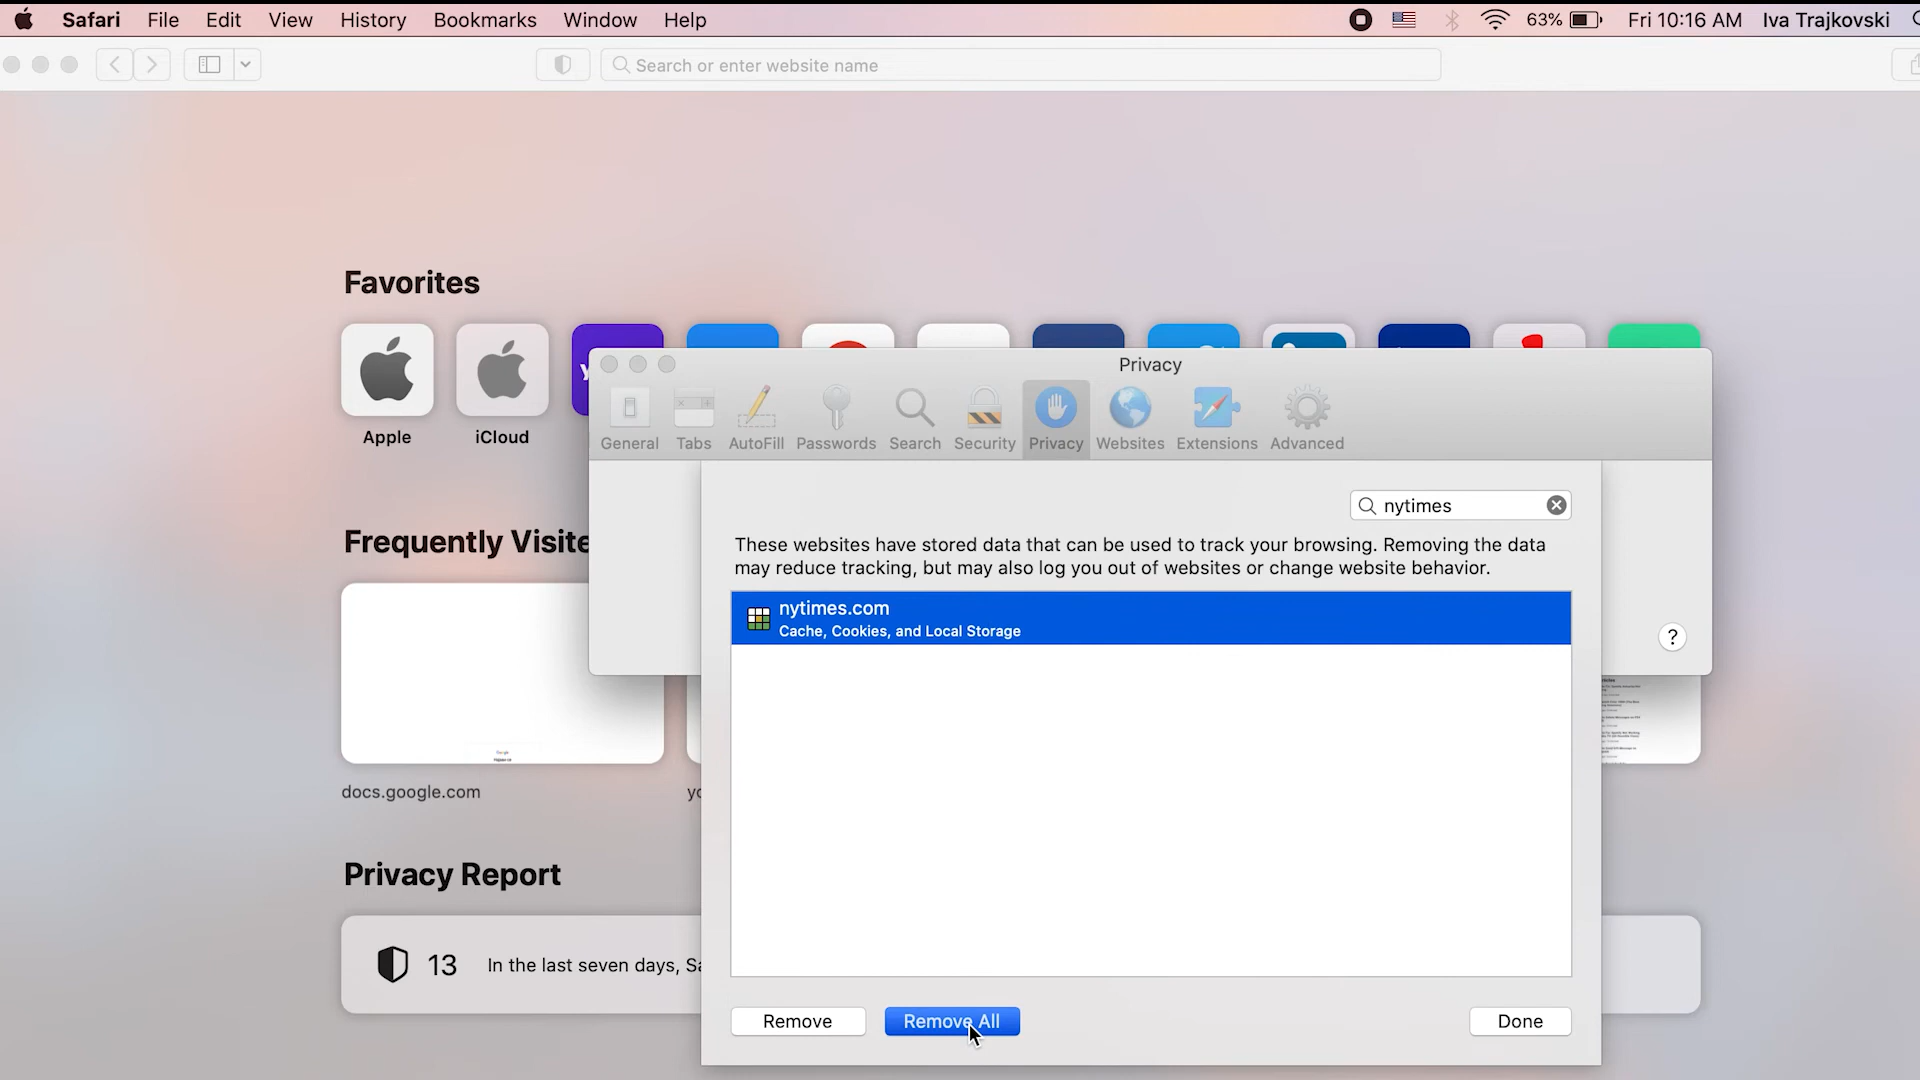 Safari File Edit View History Bookmarks Window Help 63% Fri 10:16 AM Iva Trajkovski
Search or enter website name
Favorites
Apple iCloud
Privacy
General Tabs AutoFill Passwords Search Security Privacy Websites Extensions Advanced
nytimes
These websites have stored data that can be used to track your browsing. Removing the data
may reduce tracking, but may also log you out of websites or change website behavior.
nytimes.com
Cache, Cookies, and Local Storage
?
Frequently Visite
docs.google.com
Privacy Report
13 In the last seven days, Sa
Remove Remove All Done